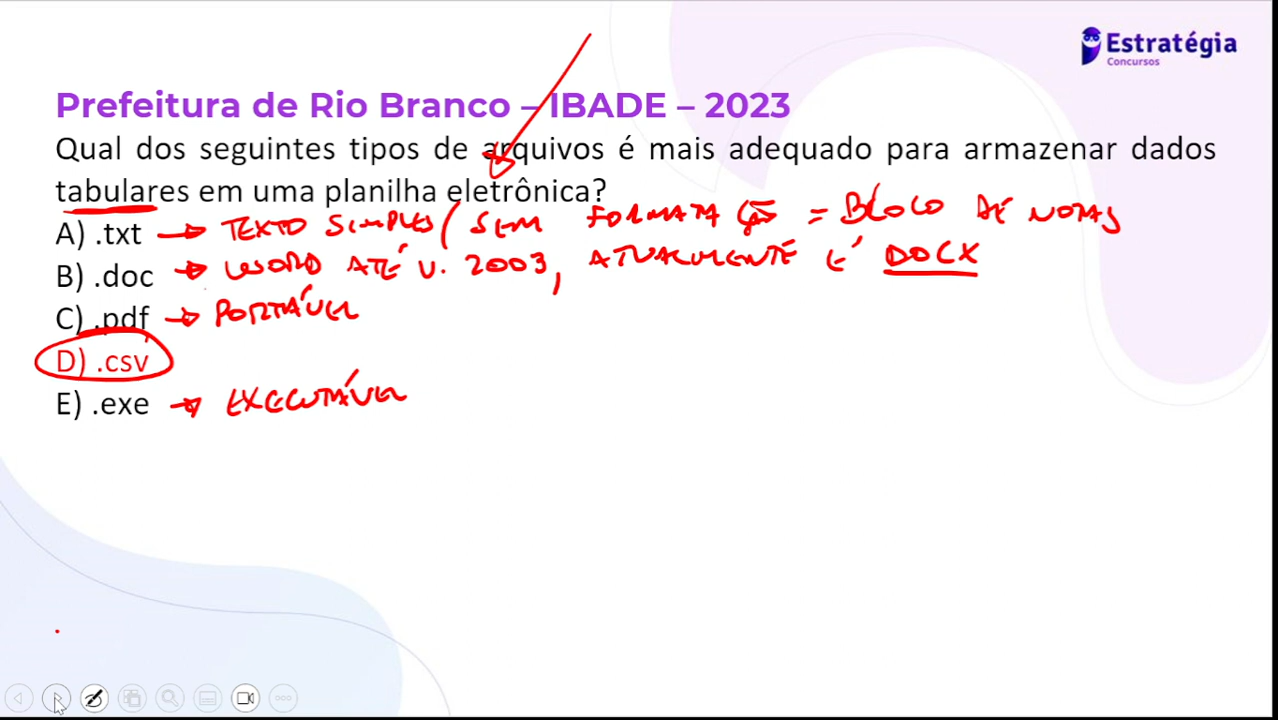 Estratégia
Concursos
Prefeitura de Rio Branco – IBADE – 2023
Qual dos seguintes tipos de arquivos é mais adequado para armazenar dados
tabulares em uma planilha eletrônica?
A) .txt → TEXTO SIMPLES / SEM FORMATAÇÃO = BLOCO DE NOTAS
B) .doc → WORD ATÉ V. 2003, ATUALMENTE É DOCX
C) .pdf → PORTÁVEL
D) .csv
E) .exe → EXECUTÁVEL